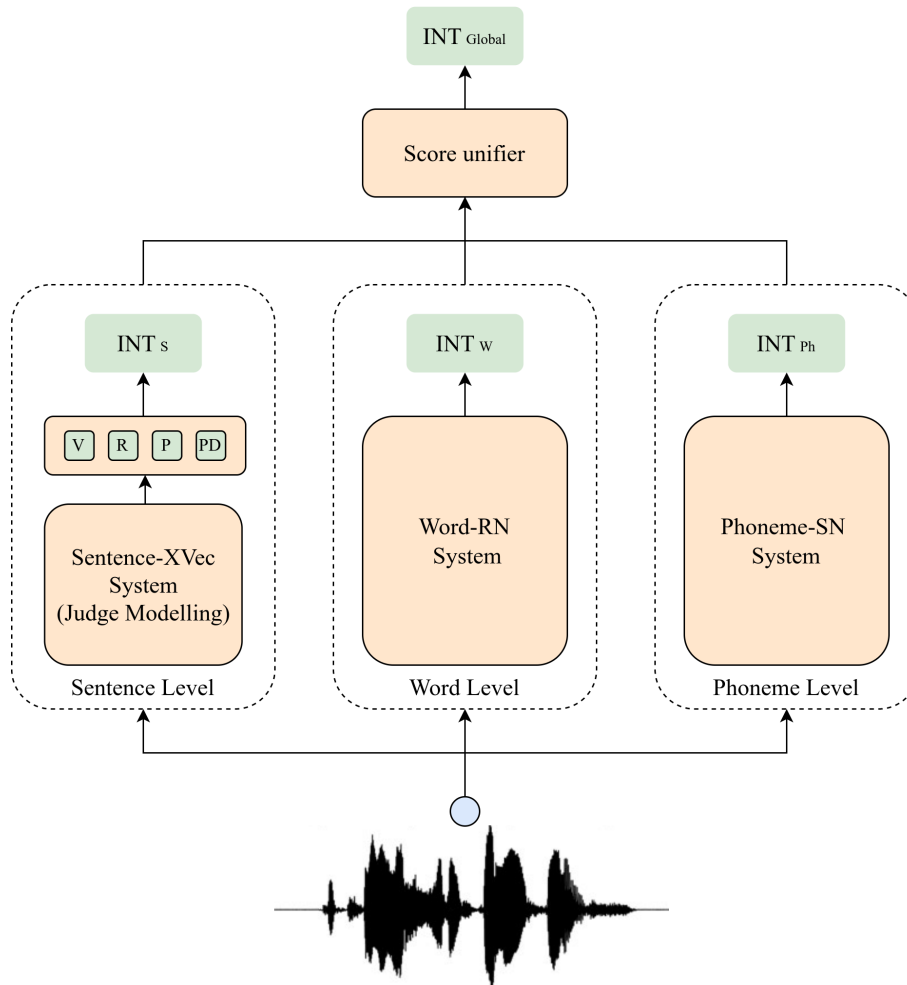 INT Global
Score unifier
INT S
INT W
INT Ph
V R P PD
Sentence-XVec
System
(Judge Modelling)
Word-RN
System
Phoneme-SN
System
Sentence Level
Word Level
Phoneme Level